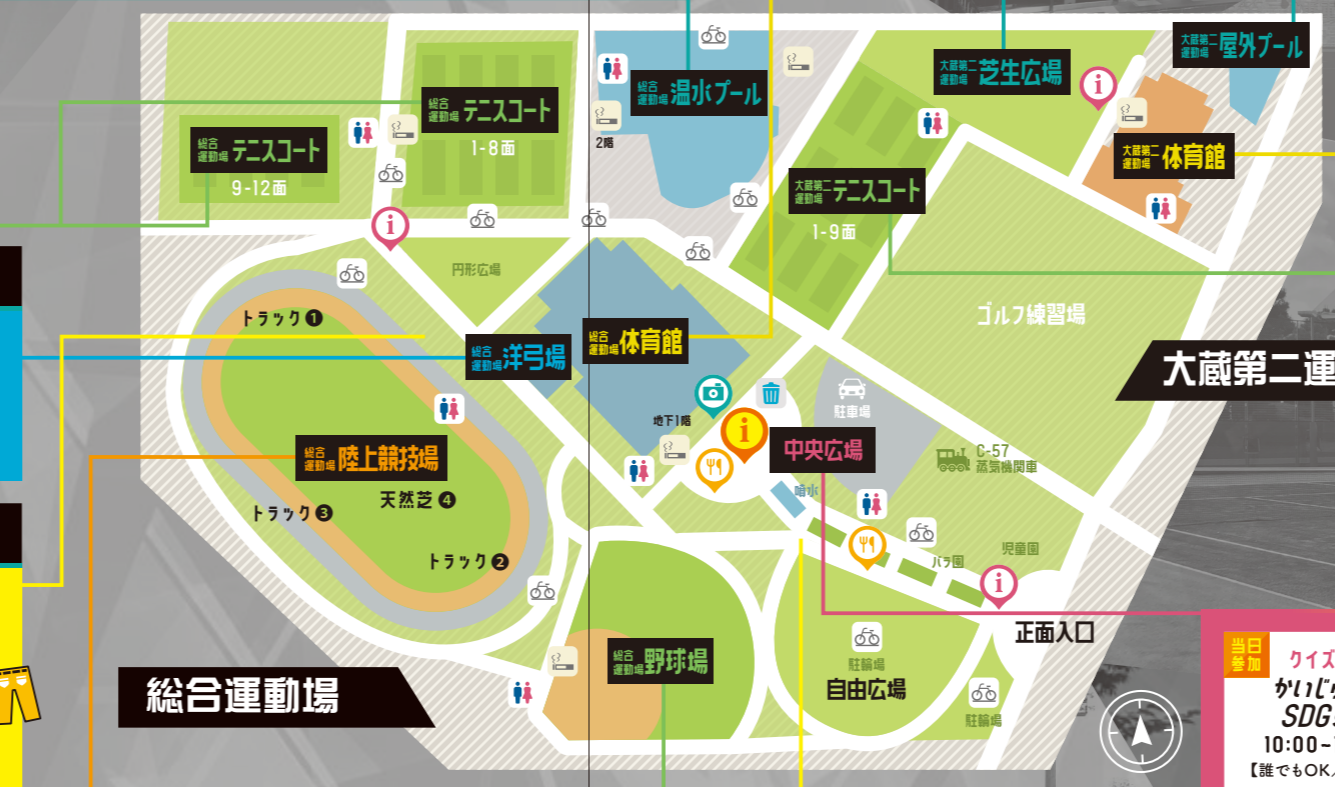 大蔵第二
運動場 屋外プール
総合
運動場 温水プール
大蔵第二
運動場 芝生広場
総合
運動場 テニスコート
1-8面
総合
運動場 テニスコート
9-12面
2階
大蔵第二
運動場 体育館
大蔵第二
運動場 テニスコート
1-9面
円形広場
トラック❶
ゴルフ練習場
総合
運動場 洋弓場
総合
運動場 体育館
大蔵第二運
駐車場
地下1階
中央広場
総合
運動場 陸上競技場
天然芝❹
トラック❸
トラック❷
C-57
蒸気機関車
噴水
バラ園
児童園
正面入口
総合
運動場 野球場
駐輪場
自由広場
駐輪場
総合運動場
当日
参加
クイズ
かいじゅ
SDGs
10:00~
【誰でもOK/